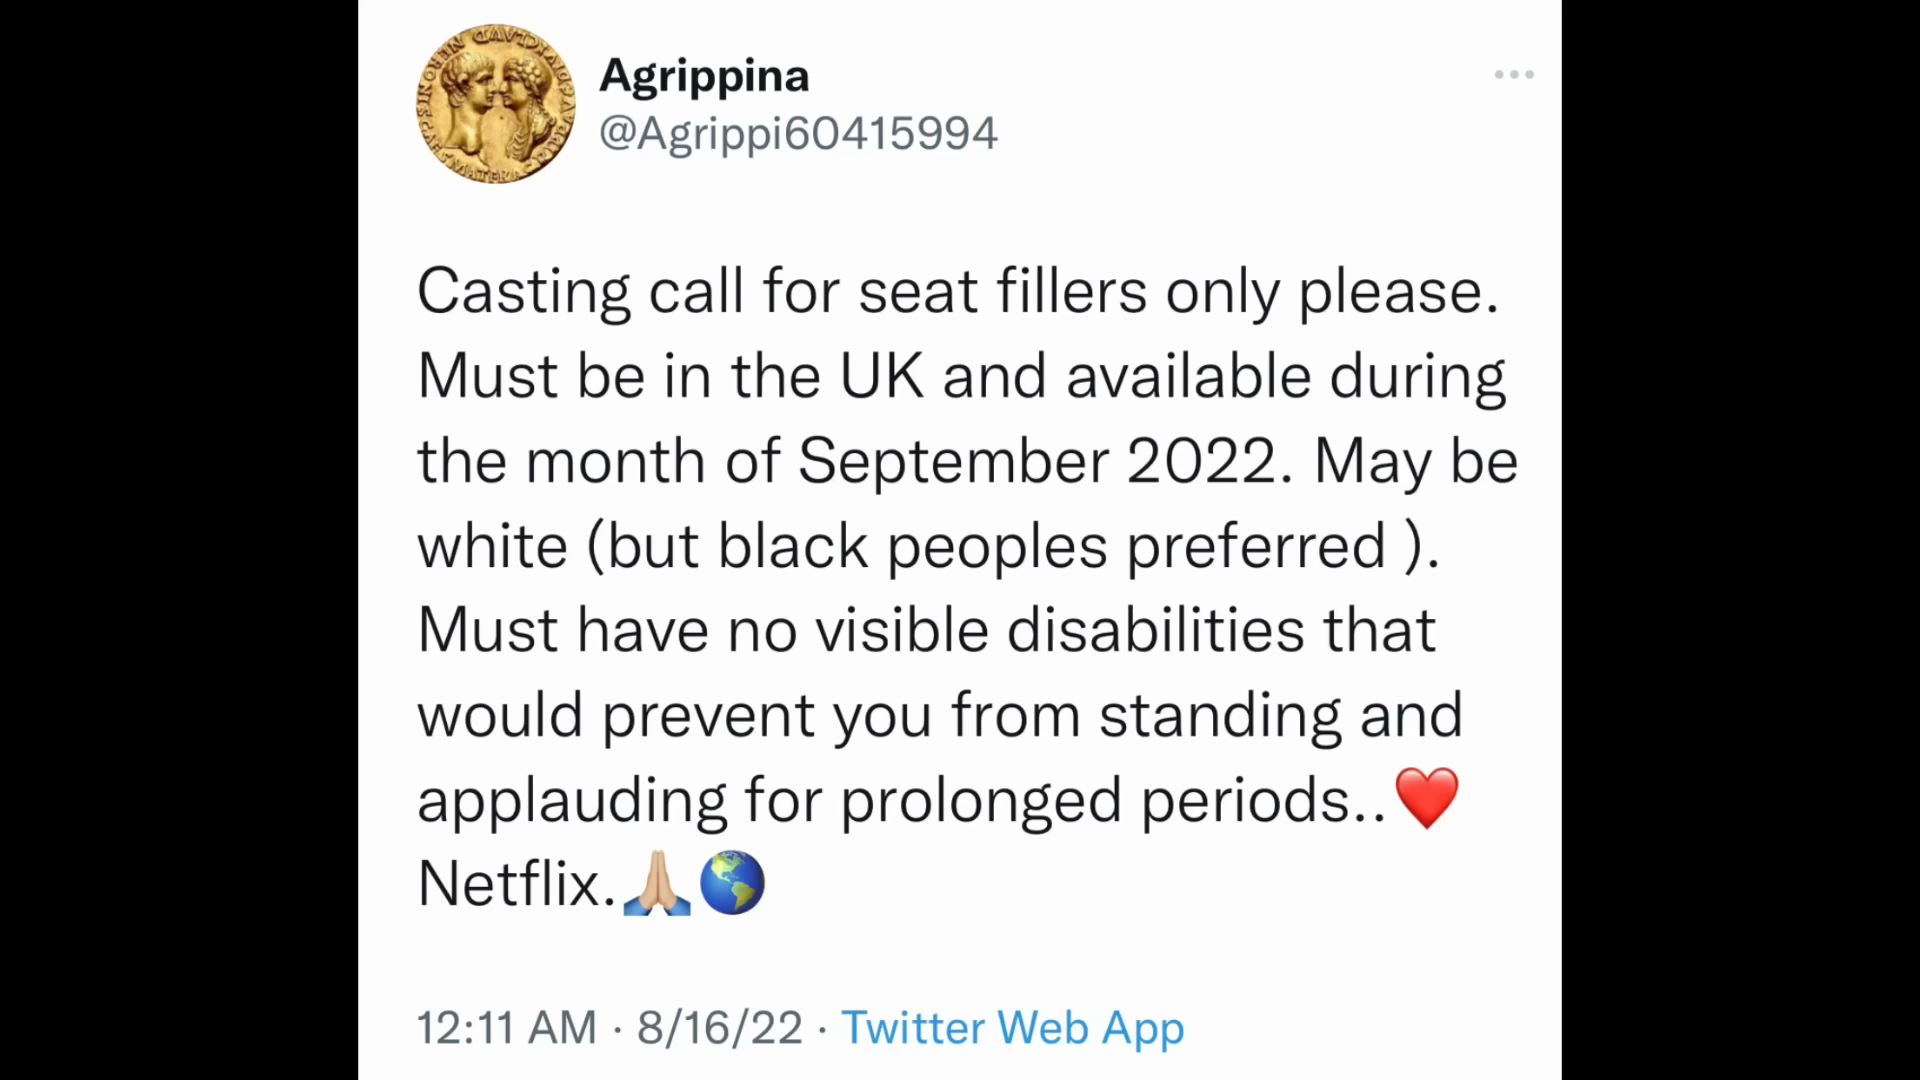 Agrippina
@Agrippi60415994
Casting call for seat fillers only please.
Must be in the UK and available during
the month of September 2022. May be
white (but black peoples preferred ).
Must have no visible disabilities that
would prevent you from standing and
applauding for prolonged periods..❤️
Netflix.🙏🏼🌎
12:11 AM · 8/16/22 · Twitter Web App